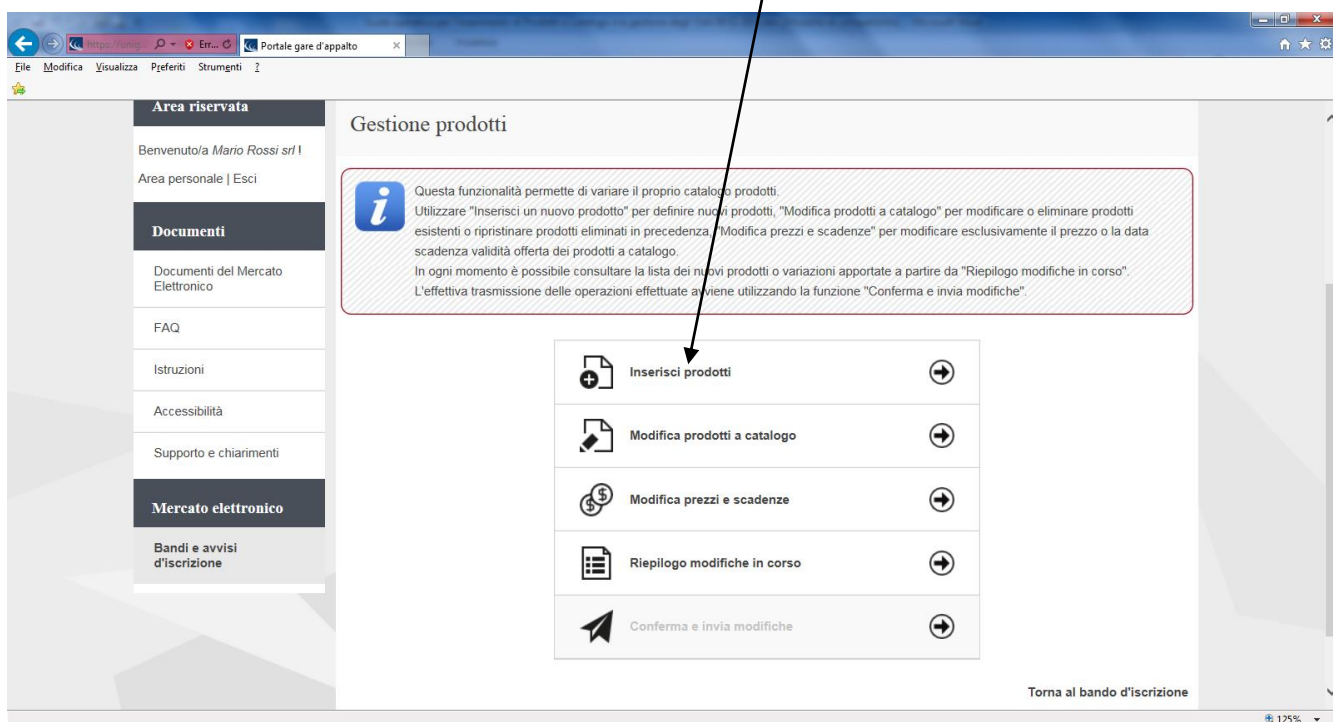 https://unig...
Err...
Portale gare d'appalto
File Modifica Visualizza Preferiti Strumenti ?
Area riservata
Benvenuto/a Mario Rossi srl !
Area personale | Esci
Documenti
Documenti del Mercato
Elettronico
FAQ
Istruzioni
Accessibilità
Supporto e chiarimenti
Mercato elettronico
Bandi e avvisi
d'iscrizione
Gestione prodotti
Questa funzionalità permette di variare il proprio catalogo prodotti.
Utilizzare "Inserisci un nuovo prodotto" per definire nuovi prodotti, "Modifica prodotti a catalogo" per modificare o eliminare prodotti
esistenti o ripristinare prodotti eliminati in precedenza, "Modifica prezzi e scadenze" per modificare esclusivamente il prezzo o la data
scadenza validità offerta dei prodotti a catalogo.
In ogni momento è possibile consultare la lista dei nuovi prodotti o variazioni apportate a partire da "Riepilogo modifiche in corso".
L'effettiva trasmissione delle operazioni effettuate avviene utilizzando la funzione "Conferma e invia modifiche".
Inserisci prodotti
Modifica prodotti a catalogo
Modifica prezzi e scadenze
Riepilogo modifiche in corso
Conferma e invia modifiche
Torna al bando d'iscrizione
125%